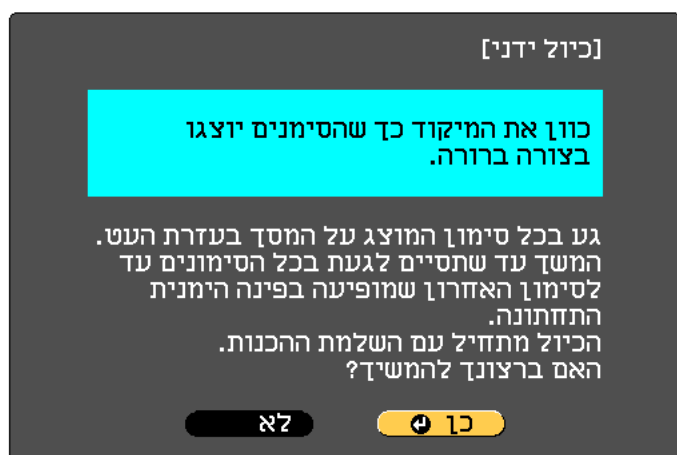 [כיול ידני]
כוון את המיקוד כך שהסימנים יוצגו
בצורה ברורה.
גע בכל סימון המוצג על המסך בעזרת העט.
המשך עד שתסיים לגעת בכל הסימונים עד
לסימון האחרון שמופיעה בפינה הימנית
התחתונה.
הכיול מתחיל עם השלמת ההכנות.
האם ברצונך להמשיך?
כן לא